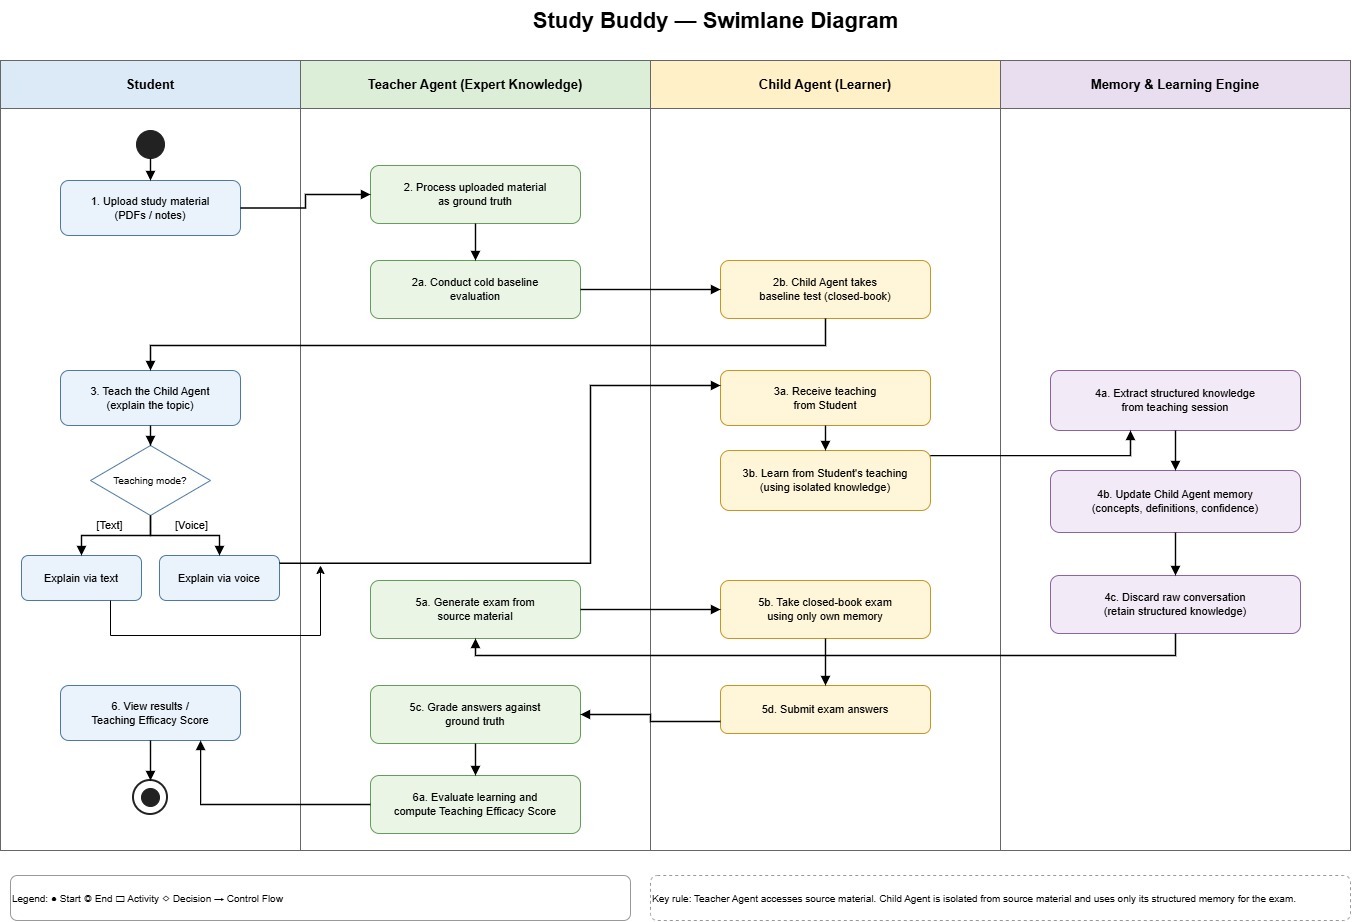 Study Buddy — Swimlane Diagram
Student
Teacher Agent (Expert Knowledge)
Child Agent (Learner)
Memory & Learning Engine
1. Upload study material
(PDFs / notes)
2. Process uploaded material
as ground truth
2a. Conduct cold baseline
evaluation
2b. Child Agent takes
baseline test (closed-book)
3. Teach the Child Agent
(explain the topic)
3a. Receive teaching
from Student
4a. Extract structured knowledge
from teaching session
Teaching mode?
3b. Learn from Student's teaching
(using isolated knowledge)
4b. Update Child Agent memory
(concepts, definitions, confidence)
[Text]
[Voice]
Explain via text
Explain via voice
5a. Generate exam from
source material
5b. Take closed-book exam
using only own memory
4c. Discard raw conversation
(retain structured knowledge)
6. View results /
Teaching Efficacy Score
5c. Grade answers against
ground truth
5d. Submit exam answers
6a. Evaluate learning and
compute Teaching Efficacy Score
Legend: ● Start ◎ End □ Activity ◇ Decision → Control Flow
Key rule: Teacher Agent accesses source material. Child Agent is isolated from source material and uses only its structured memory for the exam.